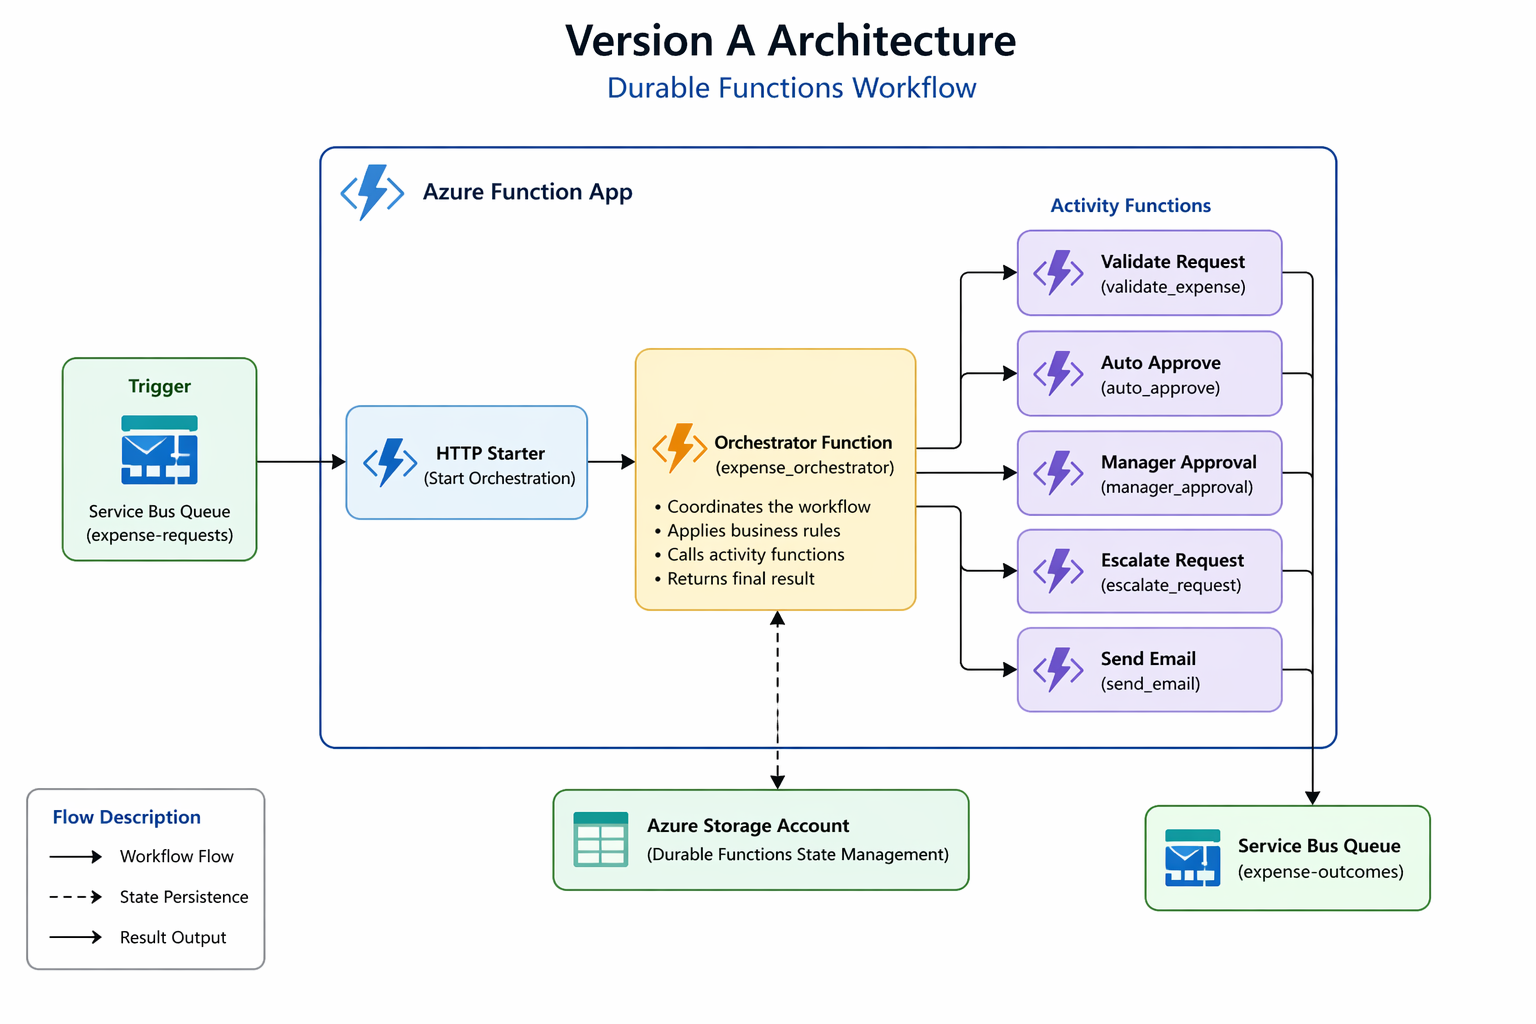 Version A Architecture
Durable Functions Workflow
Azure Function App
Activity Functions
Validate Request
(validate_expense)
Auto Approve
(auto_approve)
Manager Approval
(manager_approval)
Escalate Request
(escalate_request)
Send Email
(send_email)
Trigger
Service Bus Queue
(expense-requests)
HTTP Starter
(Start Orchestration)
Orchestrator Function
(expense_orchestrator)
• Coordinates the workflow
• Applies business rules
• Calls activity functions
• Returns final result
Flow Description
Workflow Flow
State Persistence
Result Output
Azure Storage Account
(Durable Functions State Management)
Service Bus Queue
(expense-outcomes)